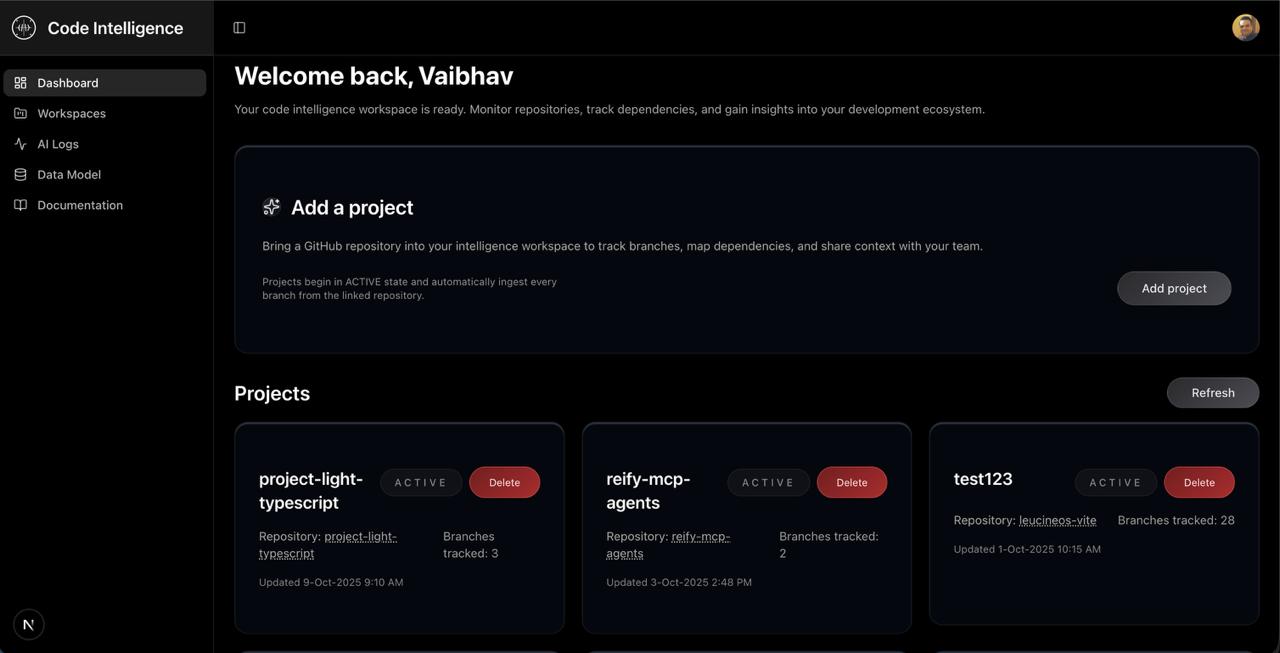 Code Intelligence
Dashboard
Workspaces
AI Logs
Data Model
Documentation
N
Welcome back, Vaibhav
Your code intelligence workspace is ready. Monitor repositories, track dependencies, and gain insights into your development ecosystem.
Add a project
Bring a GitHub repository into your intelligence workspace to track branches, map dependencies, and share context with your team.
Projects begin in ACTIVE state and automatically ingest every
branch from the linked repository.
Add project
Projects
Refresh
project-light-
typescript
ACTIVE
Delete
Repository: project-light-
typescript
Branches
tracked: 3
Updated 9-Oct-2025 9:10 AM
reify-mcp-
agents
ACTIVE
Delete
Repository: reify-mcp-
agents
Branches tracked:
2
Updated 3-Oct-2025 2:48 PM
test123
ACTIVE
Delete
Repository: leucineos-vite
Branches tracked: 28
Updated 1-Oct-2025 10:15 AM